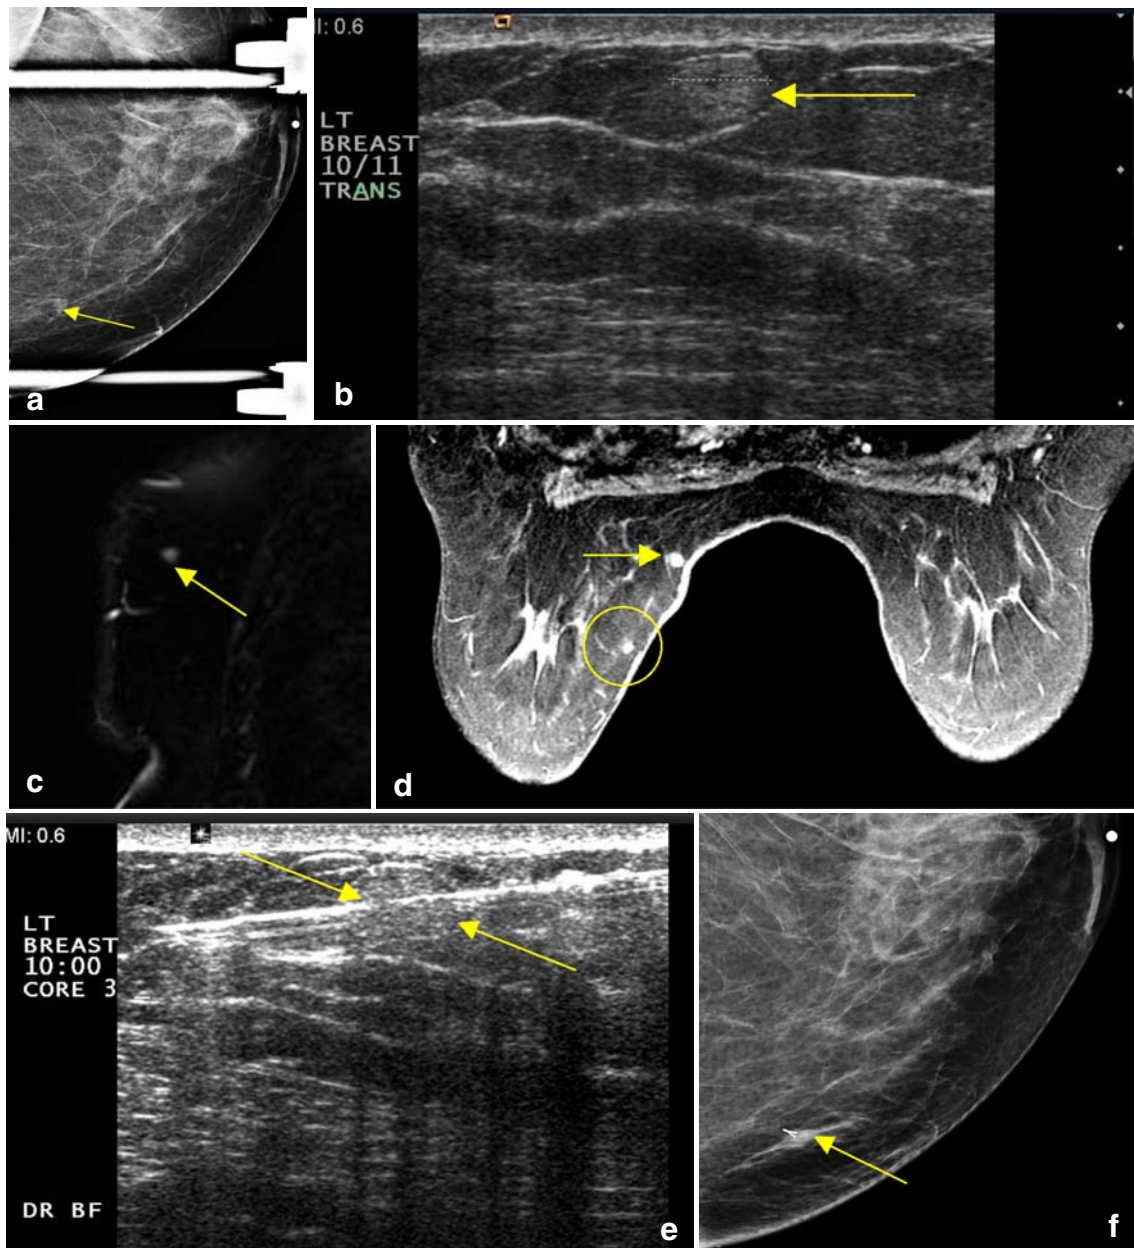 a
I: 0.6
LT
BREAST
10/11
TRANS
b
c
d
MI: 0.6
LT
BREAST
10:00
CORE 3
DR BF
e
f